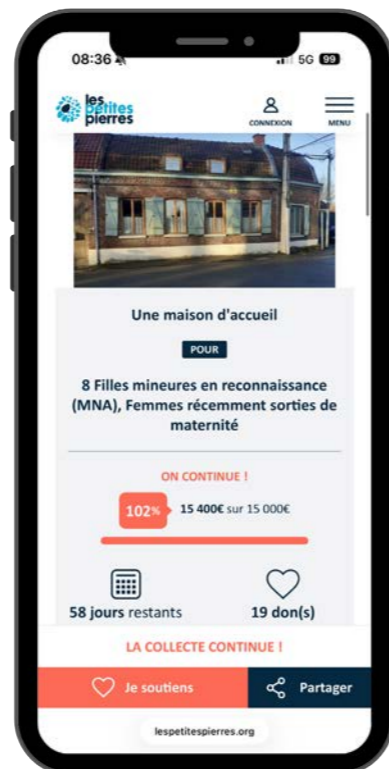 08:36
5G 99
les
petites
pierres
CONNEXION
MENU
Une maison d'accueil
POUR
8 Filles mineures en reconnaissance
(MNA), Femmes récemment sorties de
maternité
ON CONTINUE !
102% 15 400€ sur 15 000€
58 jours restants
19 don(s)
LA COLLECTE CONTINUE !
Je soutiens
Partager
lespetitespierres.org